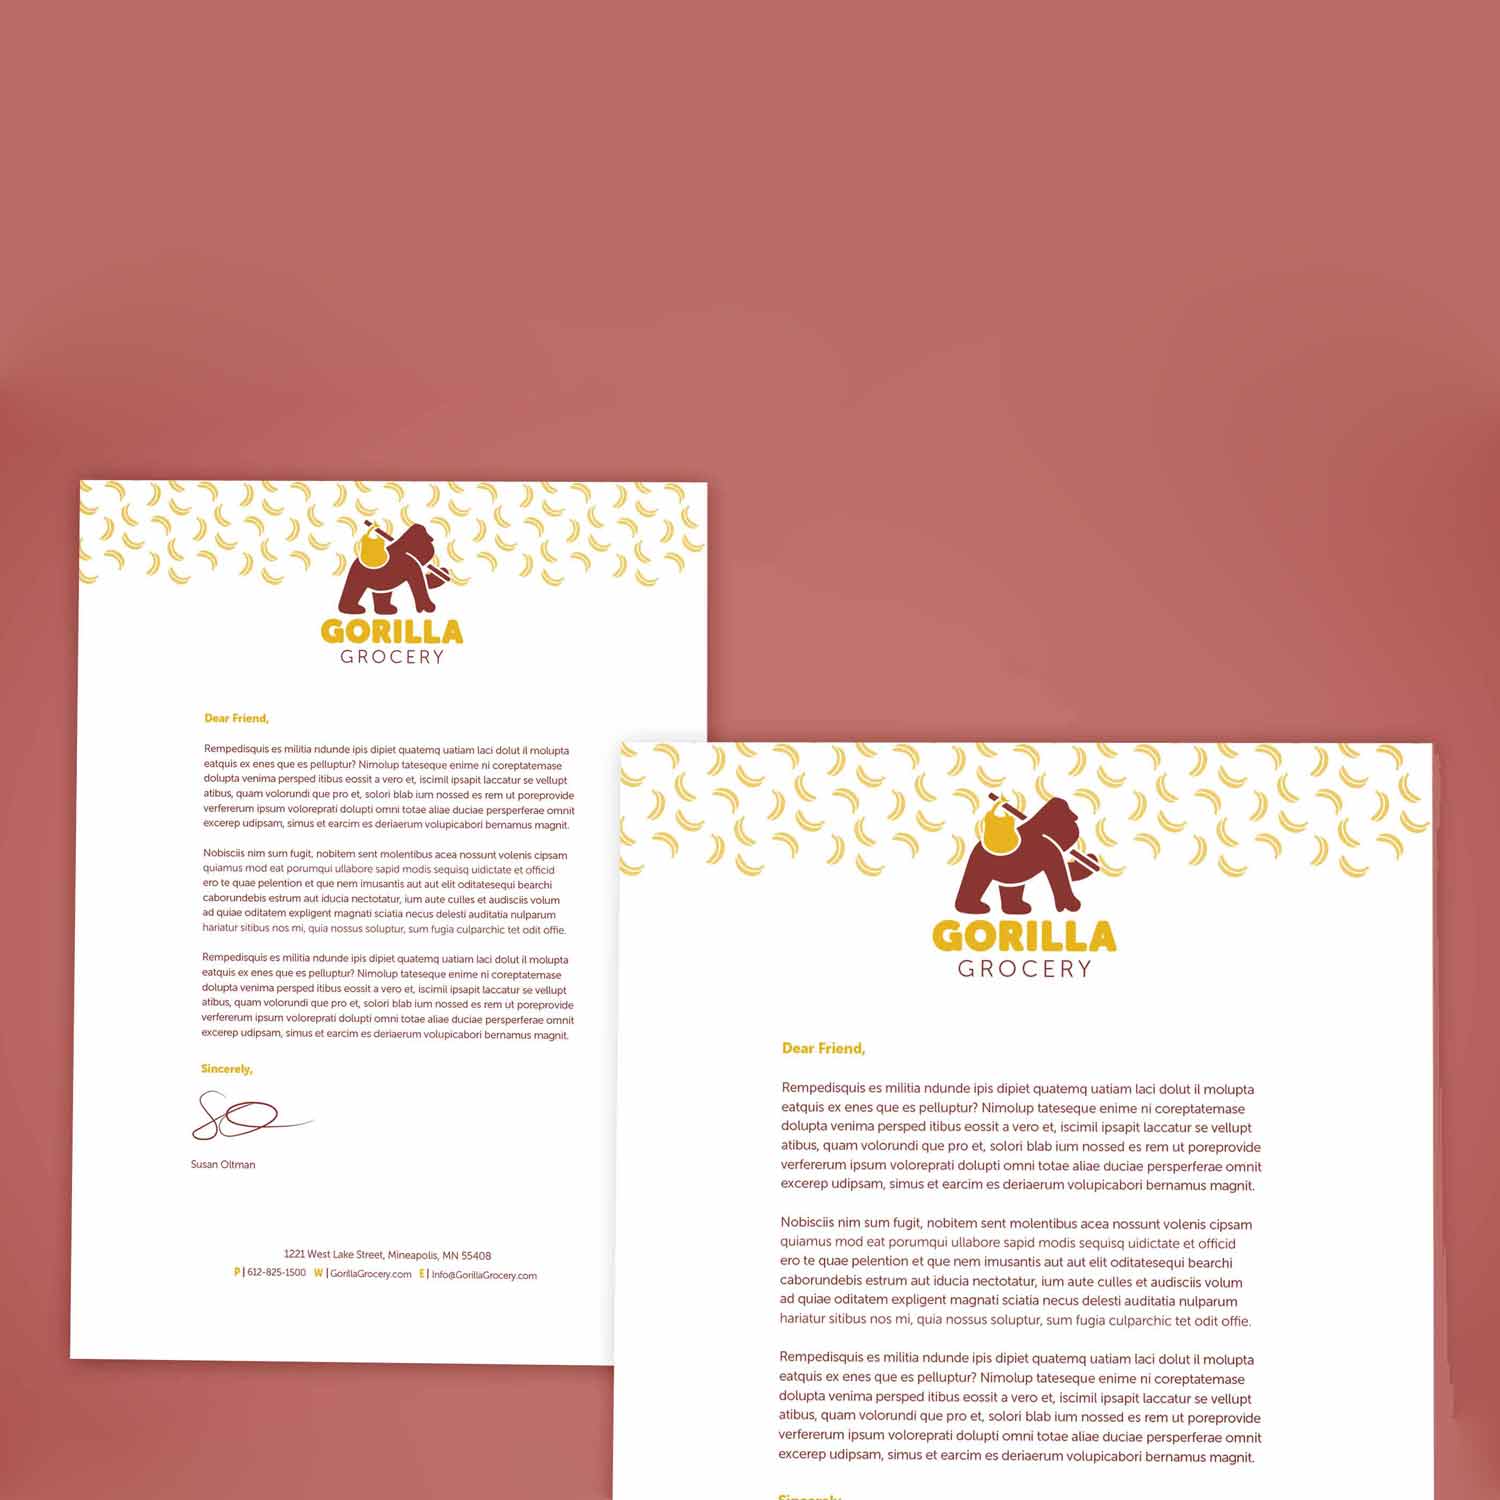 GORILLA
GROCERY
Dear Friend,
Rempedisquis es militia ndunde ipis dipiet quatemq uatiam laci dolut il molupta
eatquis ex enes que es pelluptur? Nimolup tateseque enime ni coreptatemase
dolupta venima persped itibus eossit a vero et, iscimil ipsapit laccatur se vellupt
atibus, quam volorundi que pro et, solori blab ium nossed es rem ut poreprovide
verfererum ipsum voloreprati dolupti omni totae aliae duciae persperferae omnit
excerep udipsam, simus et earcim es deriaerum volupicabori bernamus magnit.
Nobisciis nim sum fugit, nobitem sent molentibus acea nossunt volenis cipsam
quiamus mod eat porumqui ullabore sapid modis sequisq uidictate et officid
ero te quae pelention et que nem imusantis aut aut elit oditatesequi bearchi
caborundebis estrum aut iducia nectotatur, ium aute culles et audisciis volum
ad quiae oditatem expligent magnati sciatia necus delesti auditatia nulparum
hariatur sitibus nos mi, quia nossus soluptur, sum fugia culparchic tet odit offie.
Rempedisquis es militia ndunde ipis dipiet quatemq uatiam laci dolut il molupta
eatquis ex enes que es pelluptur? Nimolup tateseque enime ni coreptatemase
dolupta venima persped itibus eossit a vero et, iscimil ipsapit laccatur se vellupt
atibus, quam volorundi que pro et, solori blab ium nossed es rem ut poreprovide
verfererum ipsum voloreprati dolupti omni totae aliae duciae persperferae omnit
excerep udipsam, simus et earcim es deriaerum volupicabori bernamus magnit.
Sincerely,
Susan Oltman
1221 West Lake Street, Mineapolis, MN 55408
P | 612-825-1500 W | GorillaGrocery.com E | Info@GorillaGrocery.com
GORILLA
GROCERY
Dear Friend,
Rempedisquis es militia ndunde ipis dipiet quatemq uatiam laci dolut il molupta
eatquis ex enes que es pelluptur? Nimolup tateseque enime ni coreptatemase
dolupta venima persped itibus eossit a vero et, iscimil ipsapit laccatur se vellupt
atibus, quam volorundi que pro et, solori blab ium nossed es rem ut poreprovide
verfererum ipsum voloreprati dolupti omni totae aliae duciae persperferae omnit
excerep udipsam, simus et earcim es deriaerum volupicabori bernamus magnit.
Nobisciis nim sum fugit, nobitem sent molentibus acea nossunt volenis cipsam
quiamus mod eat porumqui ullabore sapid modis sequisq uidictate et officid
ero te quae pelention et que nem imusantis aut aut elit oditatesequi bearchi
caborundebis estrum aut iducia nectotatur, ium aute culles et audisciis volum
ad quiae oditatem expligent magnati sciatia necus delesti auditatia nulparum
hariatur sitibus nos mi, quia nossus soluptur, sum fugia culparchic tet odit offie.
Rempedisquis es militia ndunde ipis dipiet quatemq uatiam laci dolut il molupta
eatquis ex enes que es pelluptur? Nimolup tateseque enime ni coreptatemase
dolupta venima persped itibus eossit a vero et, iscimil ipsapit laccatur se vellupt
atibus, quam volorundi que pro et, solori blab ium nossed es rem ut poreprovide
verfererum ipsum voloreprati dolupti omni totae aliae duciae persperferae omnit
excerep udipsam, simus et earcim es deriaerum volupicabori bernamus magnit.